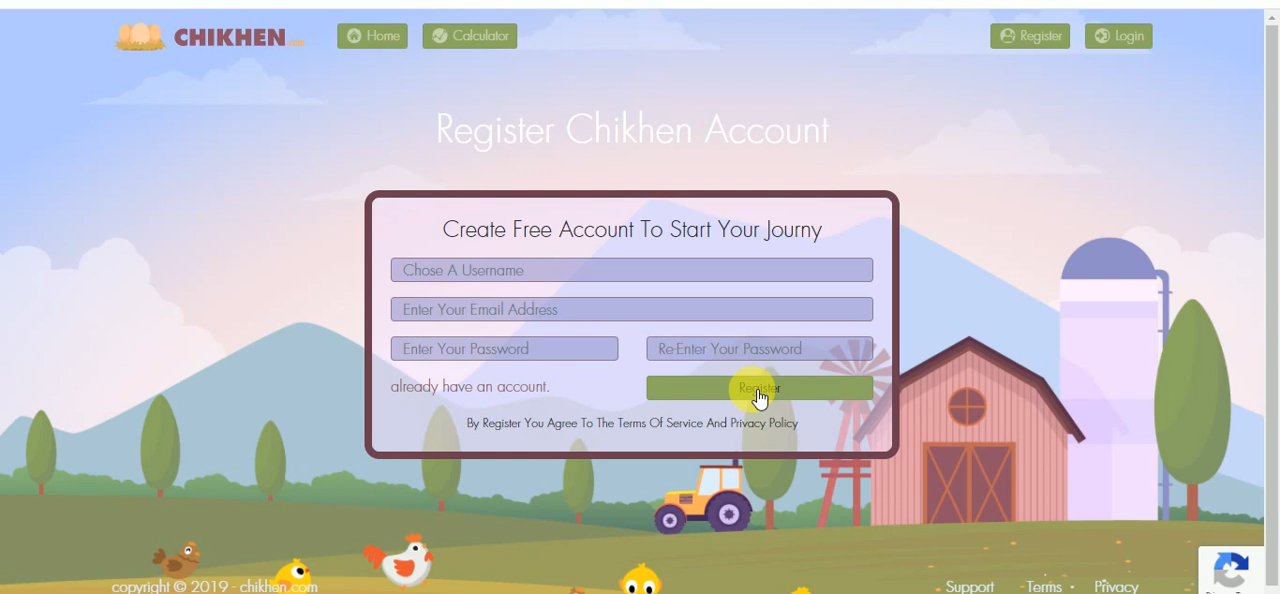 CHIKHEN Home Calculator Register Login
Register Chikhen Account
Create Free Account To Start Your Journy
Chose A Username
Enter Your Email Address
Enter Your Password Re-Enter Your Password
already have an account. Register
By Register You Agree To The Terms Of Service And Privacy Policy
copyright © 2019 - chikhen.com Support - Terms - Privacy